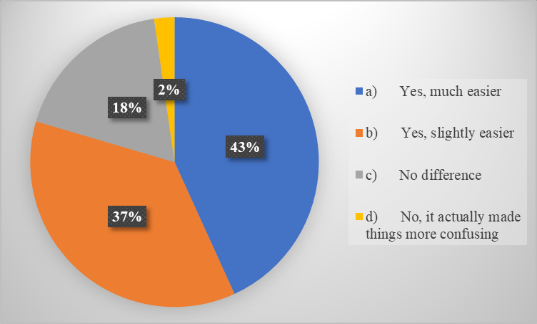 2%
18%
43%
37%
a) Yes, much easier
b) Yes, slightly easier
c) No difference
d) No, it actually made
things more confusing